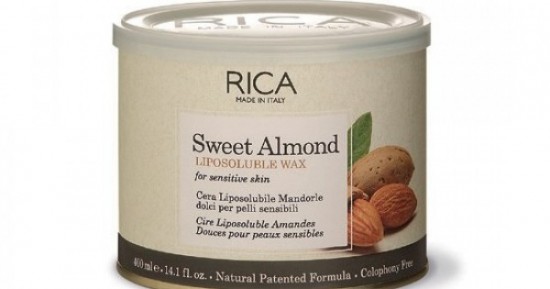 RICA
RICA
MADE IN ITALY
Sweet Almond
LIPOSOLUBLE WAX
for sensitive skin
Cera Liposolubile Mandorle
dolci per pelli sensibili
Cire Liposoluble Amandes
Douces pour peaux sensibles
400 ml e - 14.1 fl. oz. - Natural Patented Formula - Colophony Free